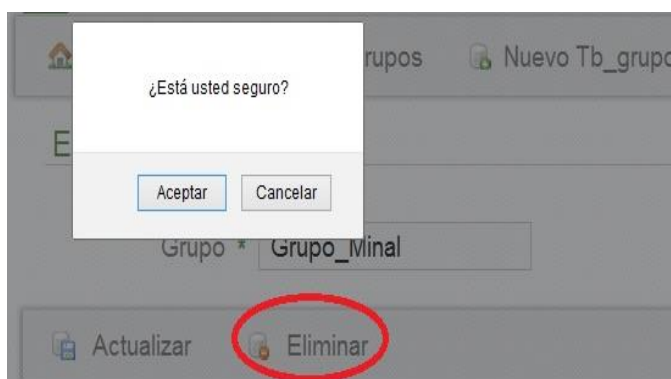 ¿Está usted seguro?
Aceptar Cancelar
rupos Nuevo Tb_grupo
E
Grupo * Grupo_Minal
Actualizar Eliminar